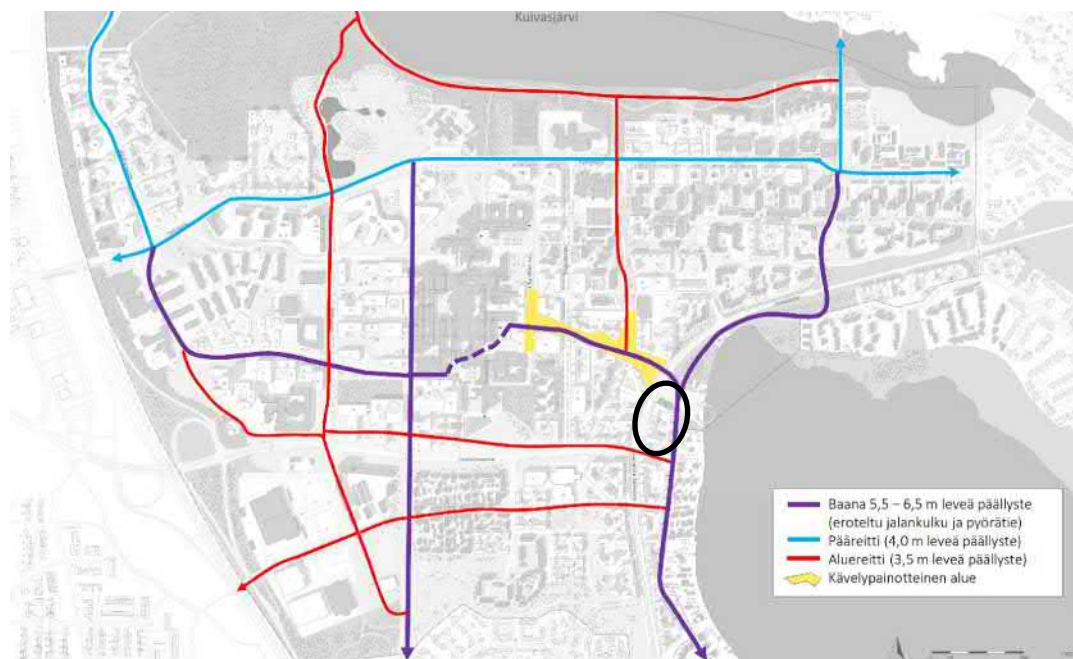 Kuivasjärvi
Baana 5,5 – 6,5 m leveä päällyste
(eroteltu jalankulku ja pyörätie)
Pääreitti (4,0 m leveä päällyste)
Aluereitti (3,5 m leveä päällyste)
Kävelypainotteinen alue